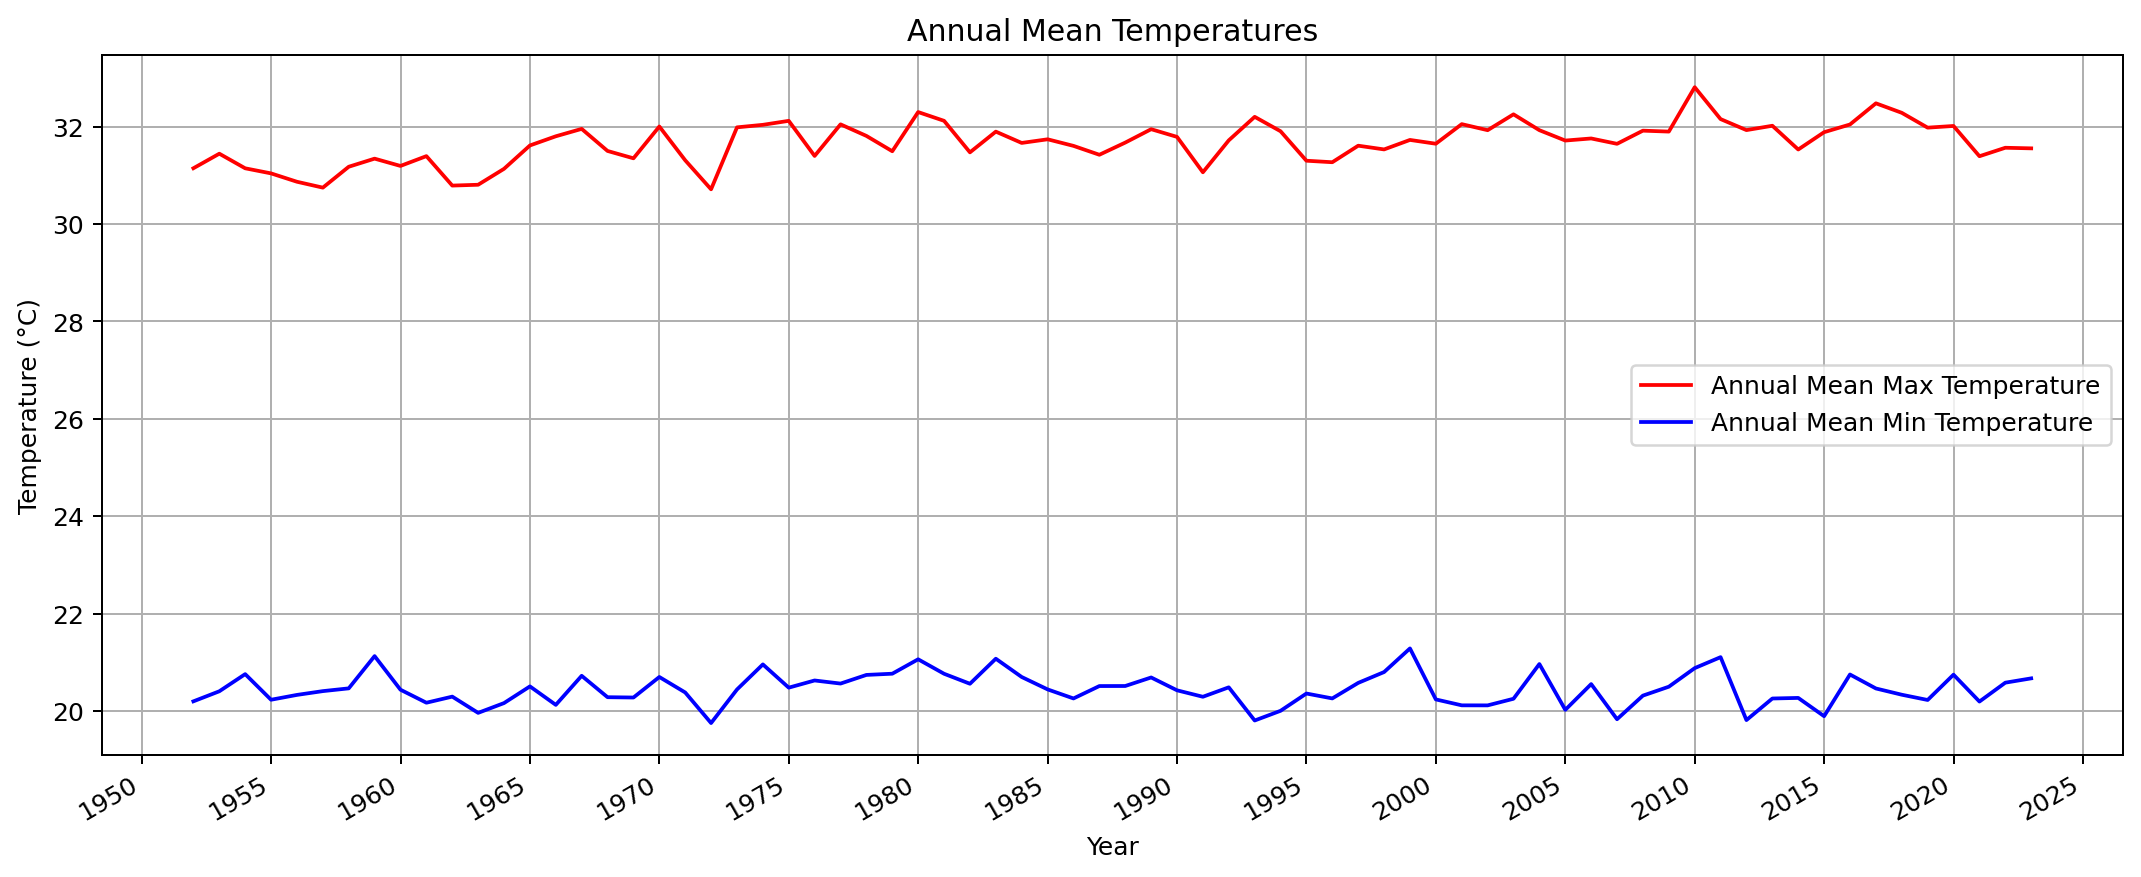 Annual Mean Temperatures
Temperature (°C)
32
30
28
26
24
22
20
Annual Mean Max Temperature
Annual Mean Min Temperature
1950 1955 1960 1965 1970 1975 1980 1985 1990 1995 2000 2005 2010 2015 2020 2025
Year